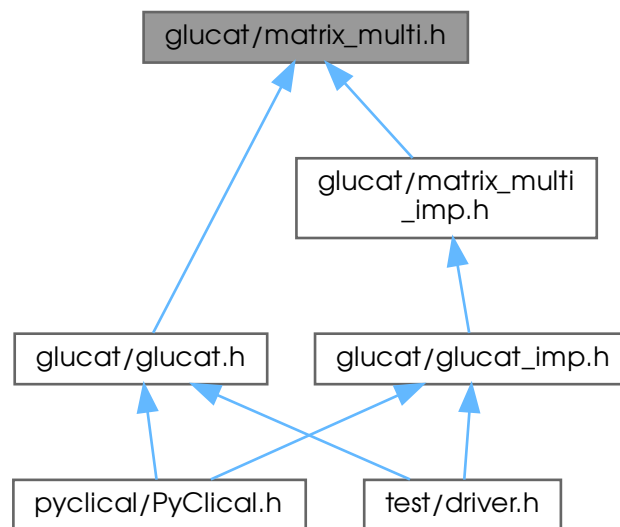 glucat/matrix_multi.h
glucat/matrix_multi
_imp.h
glucat/glucat.h
glucat/glucat_imp.h
pyclical/PyClical.h
test/driver.h